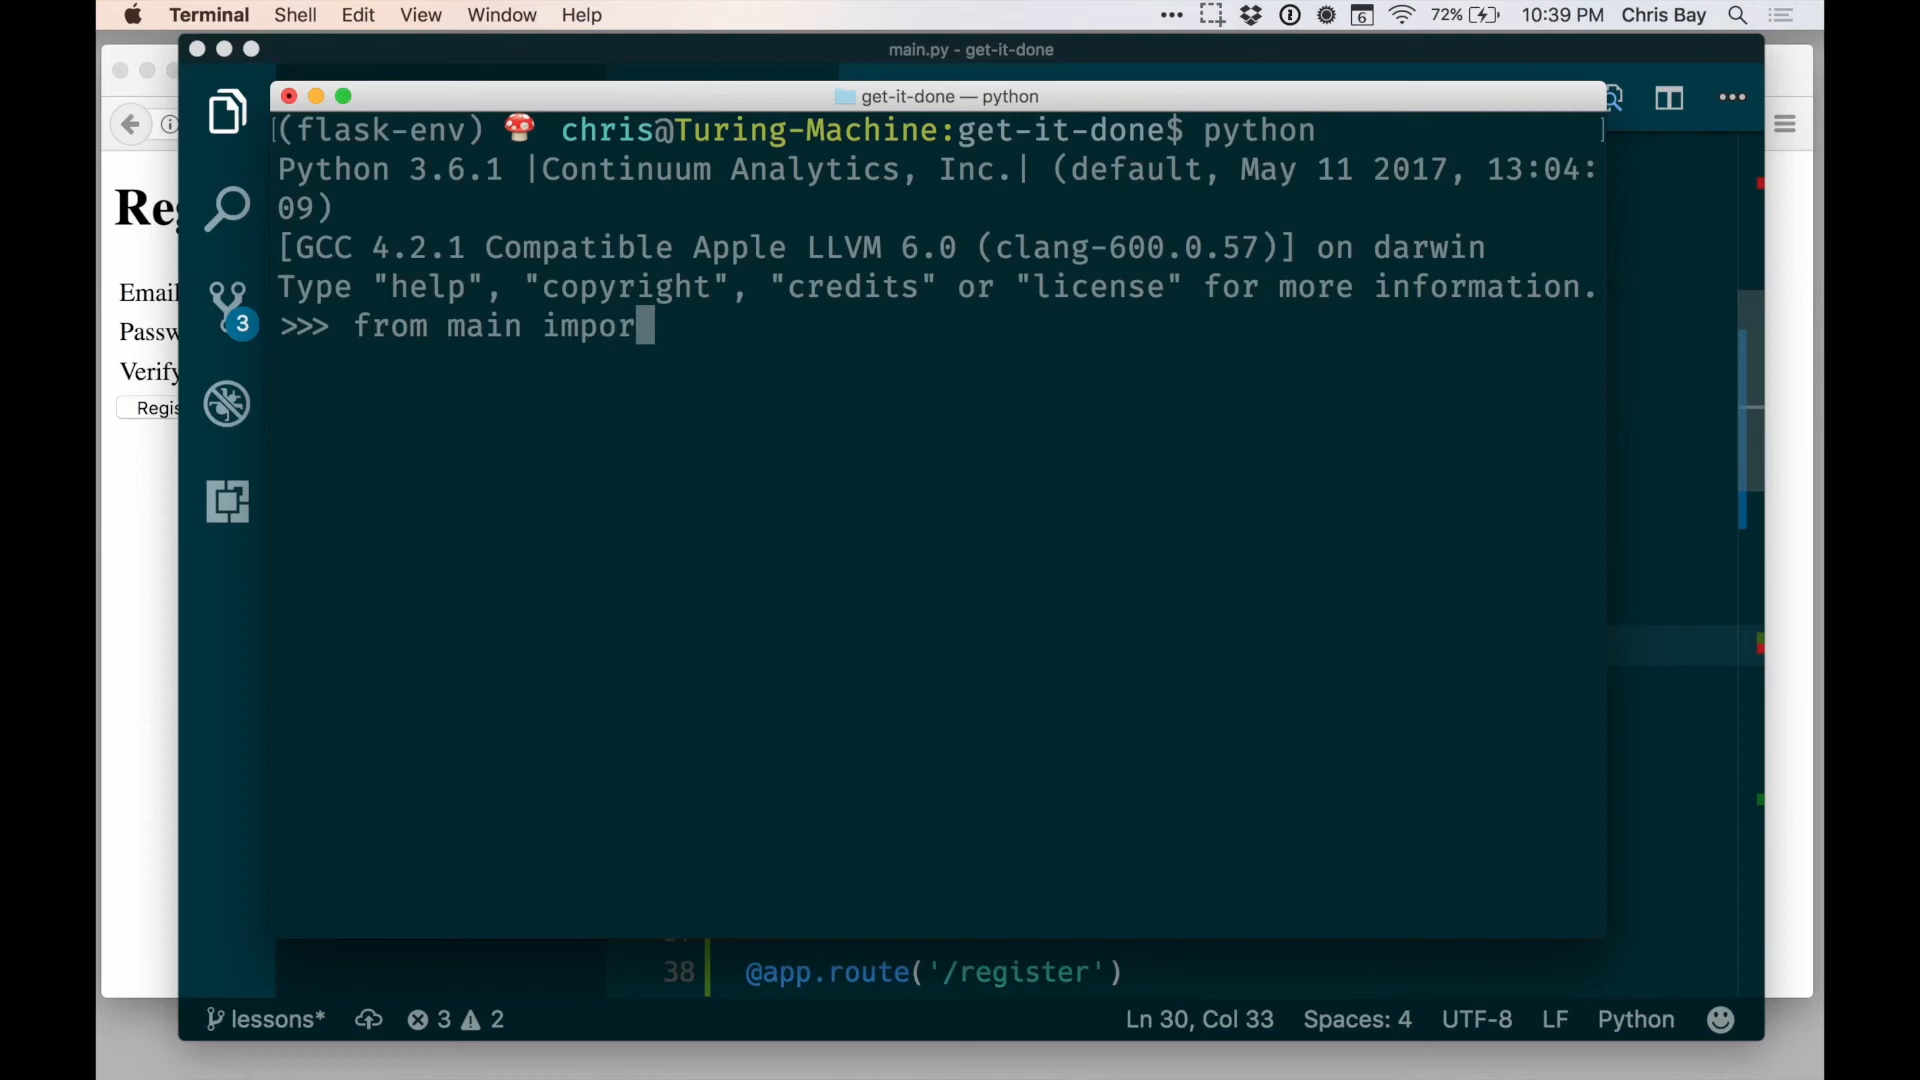 Terminal Shell Edit View Window Help 6 72% 10:39 PM Chris Bay
main.py - get-it-done
get-it-done — python
(flask-env) chris@Turing-Machine:get-it-done$ python
Python 3.6.1 |Continuum Analytics, Inc.| (default, May 11 2017, 13:04:
09)
[GCC 4.2.1 Compatible Apple LLVM 6.0 (clang-600.0.57)] on darwin
Type "help", "copyright", "credits" or "license" for more information.
>>> from main impor
Reg
Email
Passw
Verify
Regis
3
38 @app.route('/register')
lessons* 3 2 Ln 30, Col 33 Spaces: 4 UTF-8 LF Python